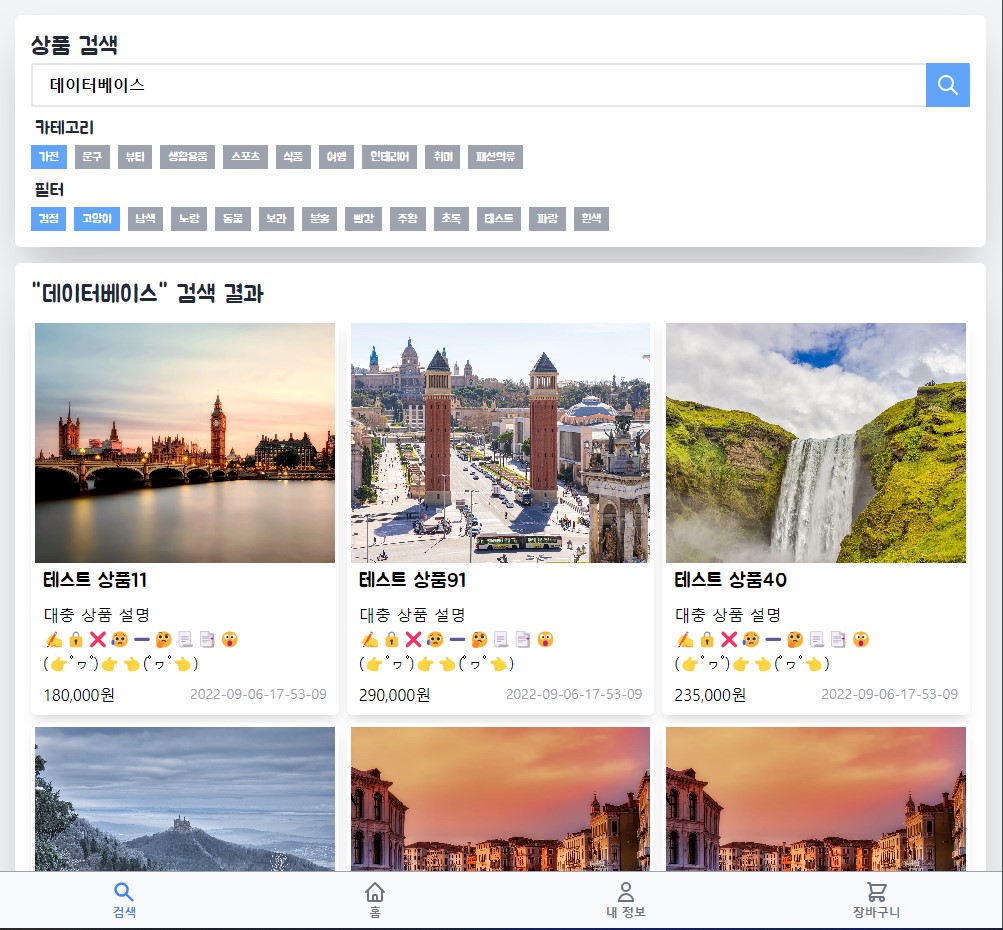 상품 검색
데이터베이스
카테고리
가전 문구 뷰티 생활용품 스포츠 식품 여행 인테리어 취미 패션의류
필터
검정 고양이 남색 노랑 동물 보라 분홍 빨강 주황 초록 테스트 파랑 흰색
"데이터베이스" 검색 결과
테스트 상품11
대충 상품 설명
✍🔒❌😥➖🤔📃📑😲
(👉ﾟヮﾟ)👉👈(ﾟヮﾟ👈)
180,000원 2022-09-06-17-53-09
테스트 상품91
대충 상품 설명
✍🔒❌😥➖🤔📃📑😲
(👉ﾟヮﾟ)👉👈(ﾟヮﾟ👈)
290,000원 2022-09-06-17-53-09
테스트 상품40
대충 상품 설명
✍🔒❌😥➖🤔📃📑😲
(👉ﾟヮﾟ)👉👈(ﾟヮﾟ👈)
235,000원 2022-09-06-17-53-09
검색 홈 내 정보 장바구니